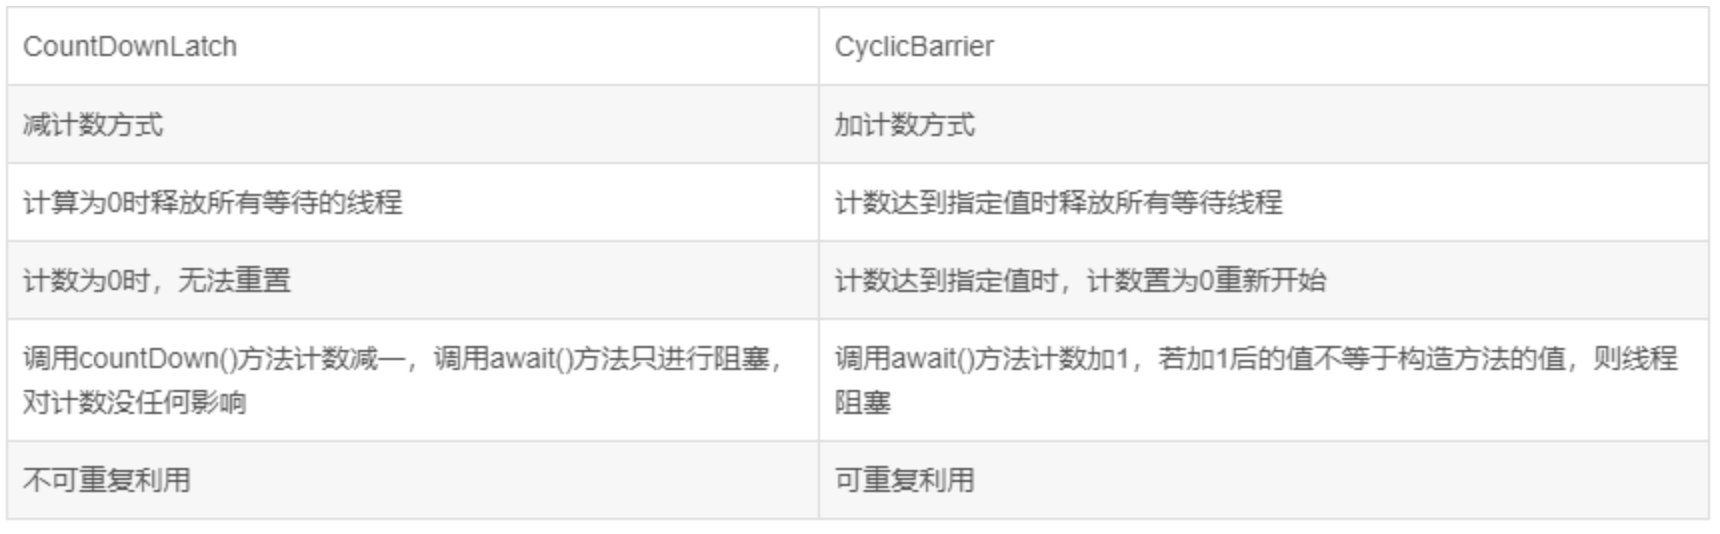 CountDownLatch
CyclicBarrier
减计数方式
加计数方式
计算为0时释放所有等待的线程
计数达到指定值时释放所有等待线程
计数为0时，无法重置
计数达到指定值时，计数置为0重新开始
调用countDown()方法计数减一，调用await()方法只进行阻塞，
对计数没任何影响
调用await()方法计数加1，若加1后的值不等于构造方法的值，则线程
阻塞
不可重复利用
可重复利用